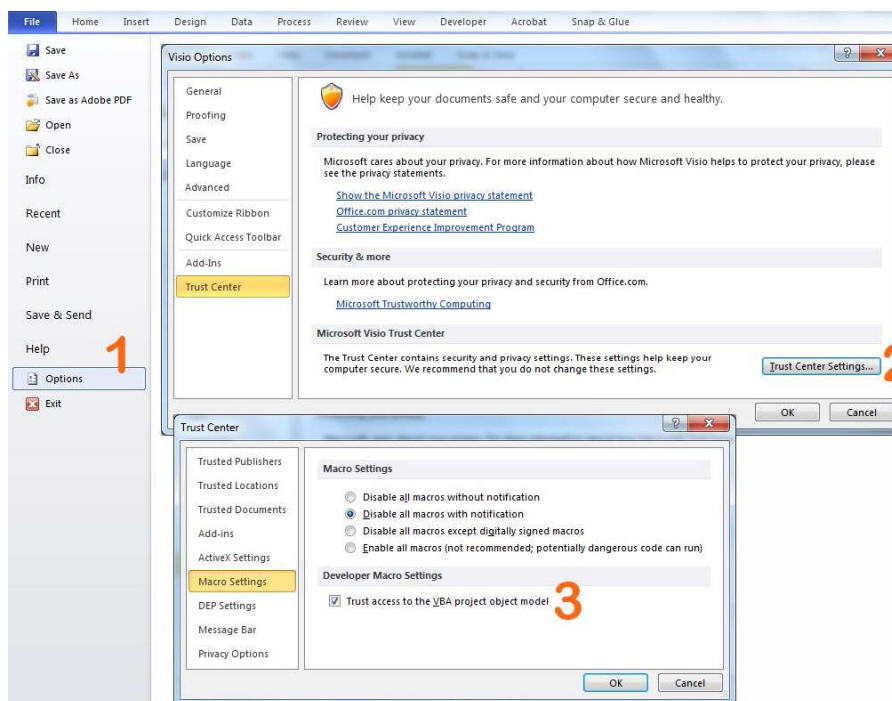 File Home Insert Design Data Process Review View Developer Acrobat Snap & Glue
Save
Save As
Save as Adobe PDF
Open
Close
Info
Recent
New
Print
Save & Send
Help
1
Options
Exit
Visio Options
General
Proofing
Save
Language
Advanced
Customize Ribbon
Quick Access Toolbar
Add-Ins
Trust Center
Help keep your documents safe and your computer secure and healthy.
Protecting your privacy
Microsoft cares about your privacy. For more information about how Microsoft Visio helps to protect your privacy, please
see the privacy statements.
Show the Microsoft Visio privacy statement
Office.com privacy statement
Customer Experience Improvement Program
Security & more
Learn more about protecting your privacy and security from Office.com.
Microsoft Trustworthy Computing
Microsoft Visio Trust Center
The Trust Center contains security and privacy settings. These settings help keep your
computer secure. We recommend that you do not change these settings.
Trust Center Settings...
2
OK Cancel
Trust Center
Trusted Publishers
Trusted Locations
Trusted Documents
Add-ins
ActiveX Settings
Macro Settings
DEP Settings
Message Bar
Privacy Options
Macro Settings
Disable all macros without notification
Disable all macros with notification
Disable all macros except digitally signed macros
Enable all macros (not recommended; potentially dangerous code can run)
Developer Macro Settings
Trust access to the VBA project object model
3
OK Cancel